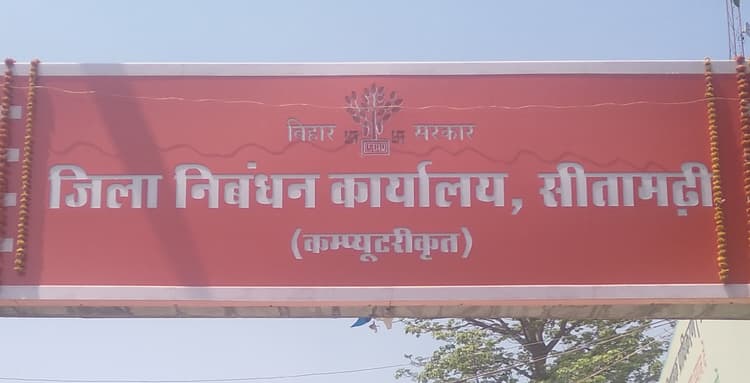 बिहार सरकार
जिला निबंधन कार्यालय, सीतामढ़ी
(कम्प्यूटरीकृत)